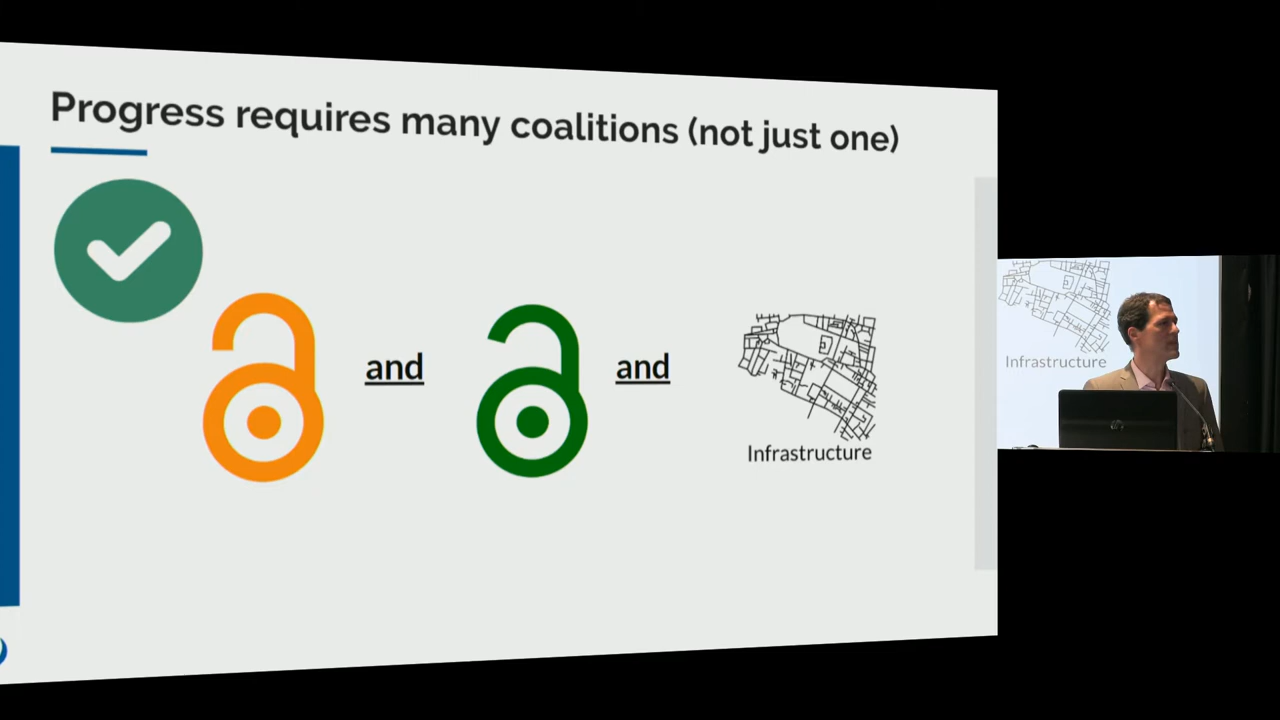 Progress requires many coalitions (not just one)
and
and
Infrastructure
Infrastructure